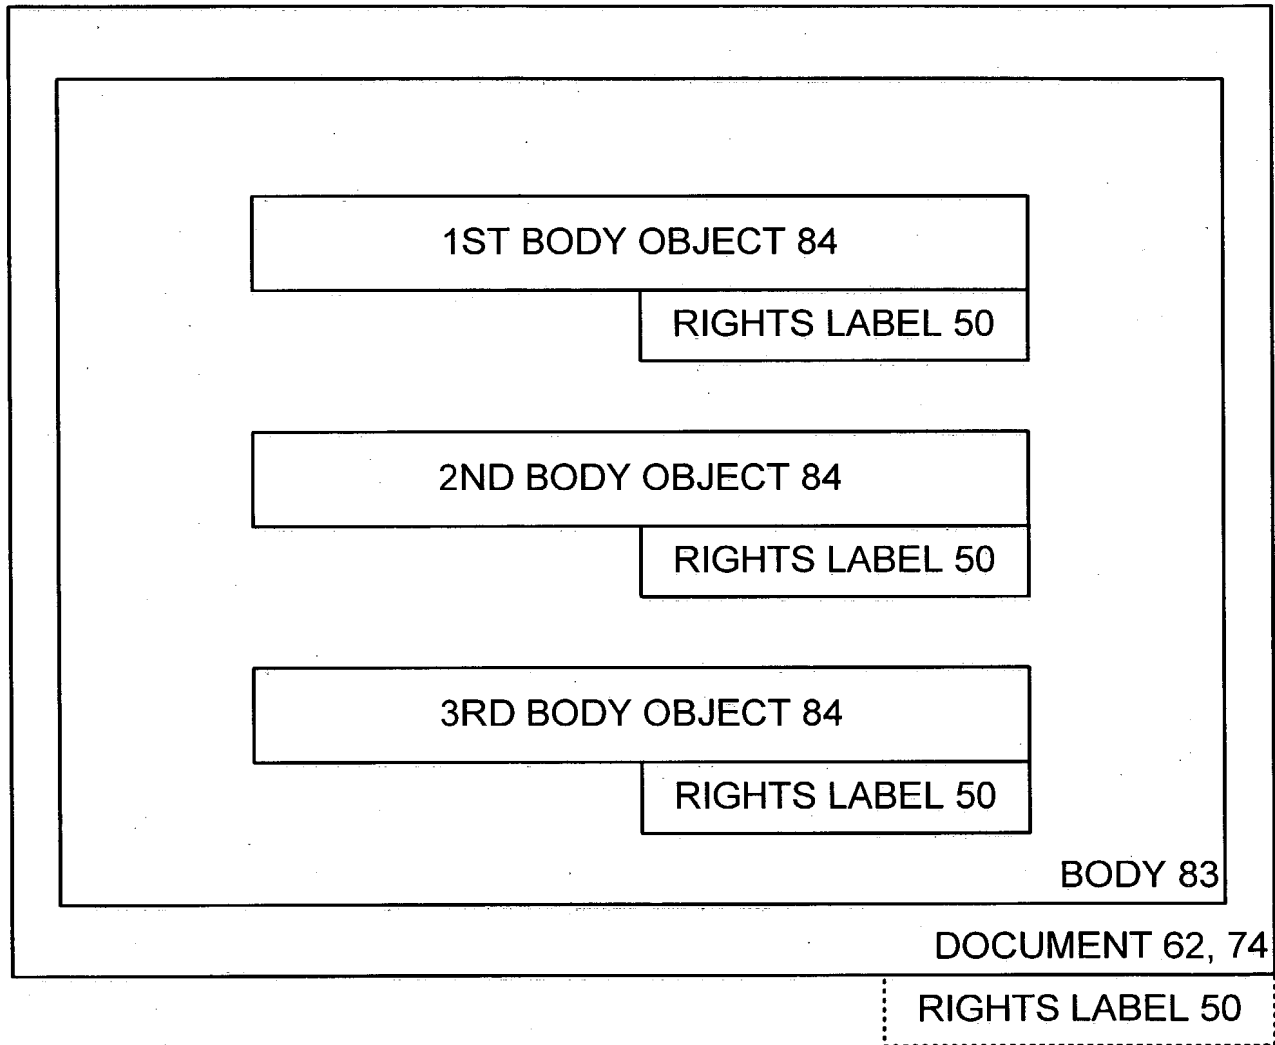 1ST BODY OBJECT 84
RIGHTS LABEL 50
2ND BODY OBJECT 84
RIGHTS LABEL 50
3RD BODY OBJECT 84
RIGHTS LABEL 50
BODY 83
DOCUMENT 62, 74
RIGHTS LABEL 50